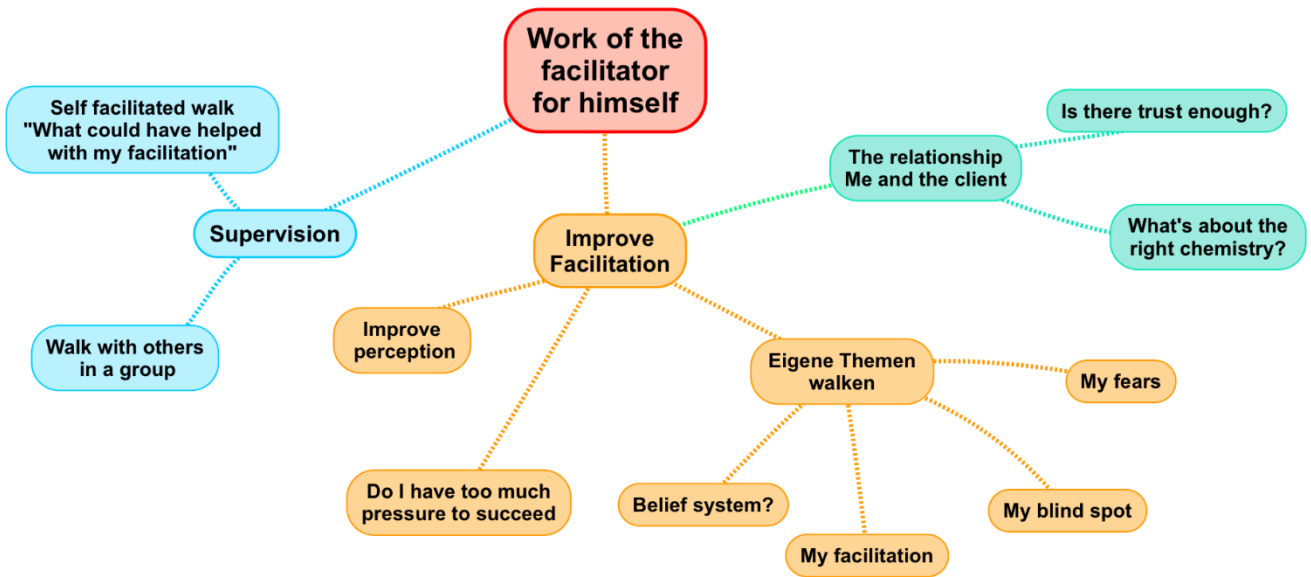 Work of the
facilitator
for himself
Self facilitated walk
"What could have helped
with my facilitation"
Supervision
Walk with others
in a group
Improve
Facilitation
The relationship
Me and the client
Is there trust enough?
What's about the
right chemistry?
Improve
perception
Do I have too much
pressure to succeed
Eigene Themen
walken
My fears
My blind spot
My facilitation
Belief system?